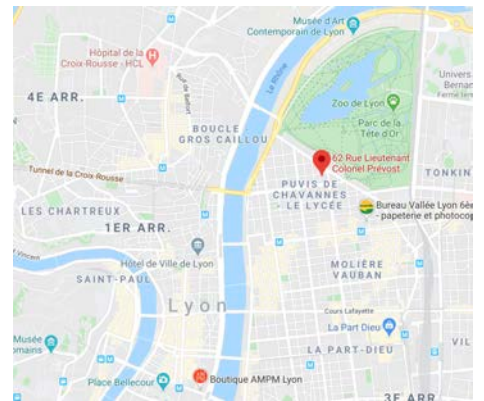 Musée d'Art
Contemporain de Lyon
Hôpital de la
Croix-Rousse - HCL
Rue de Belfort
Le Rhône
Univers
Bernar
4E ARR.
Zoo de Lyon
BOUCLE
GROS CAILLOU
Parc de la
Tête d'Or
62 Rue Lieutenant
Colonel Prévost
TONKIN
Tunnel de la Croix-Rousse
PUVIS DE
CHAVANNES
- LE LYCÉE
Bureau Vallée Lyon 6èm
- papeterie et photocop
LES CHARTREUX
1ER ARR.
Hôtel de Ville de Lyon
MOLIÈRE
VAUBAN
SAINT-PAUL
Lyon
Cours Lafayette
La Part Dieu
Musée
omains
LA PART-DIEU
VIL
Place Bellecour
Boutique AMPM Lyon
3E ARR